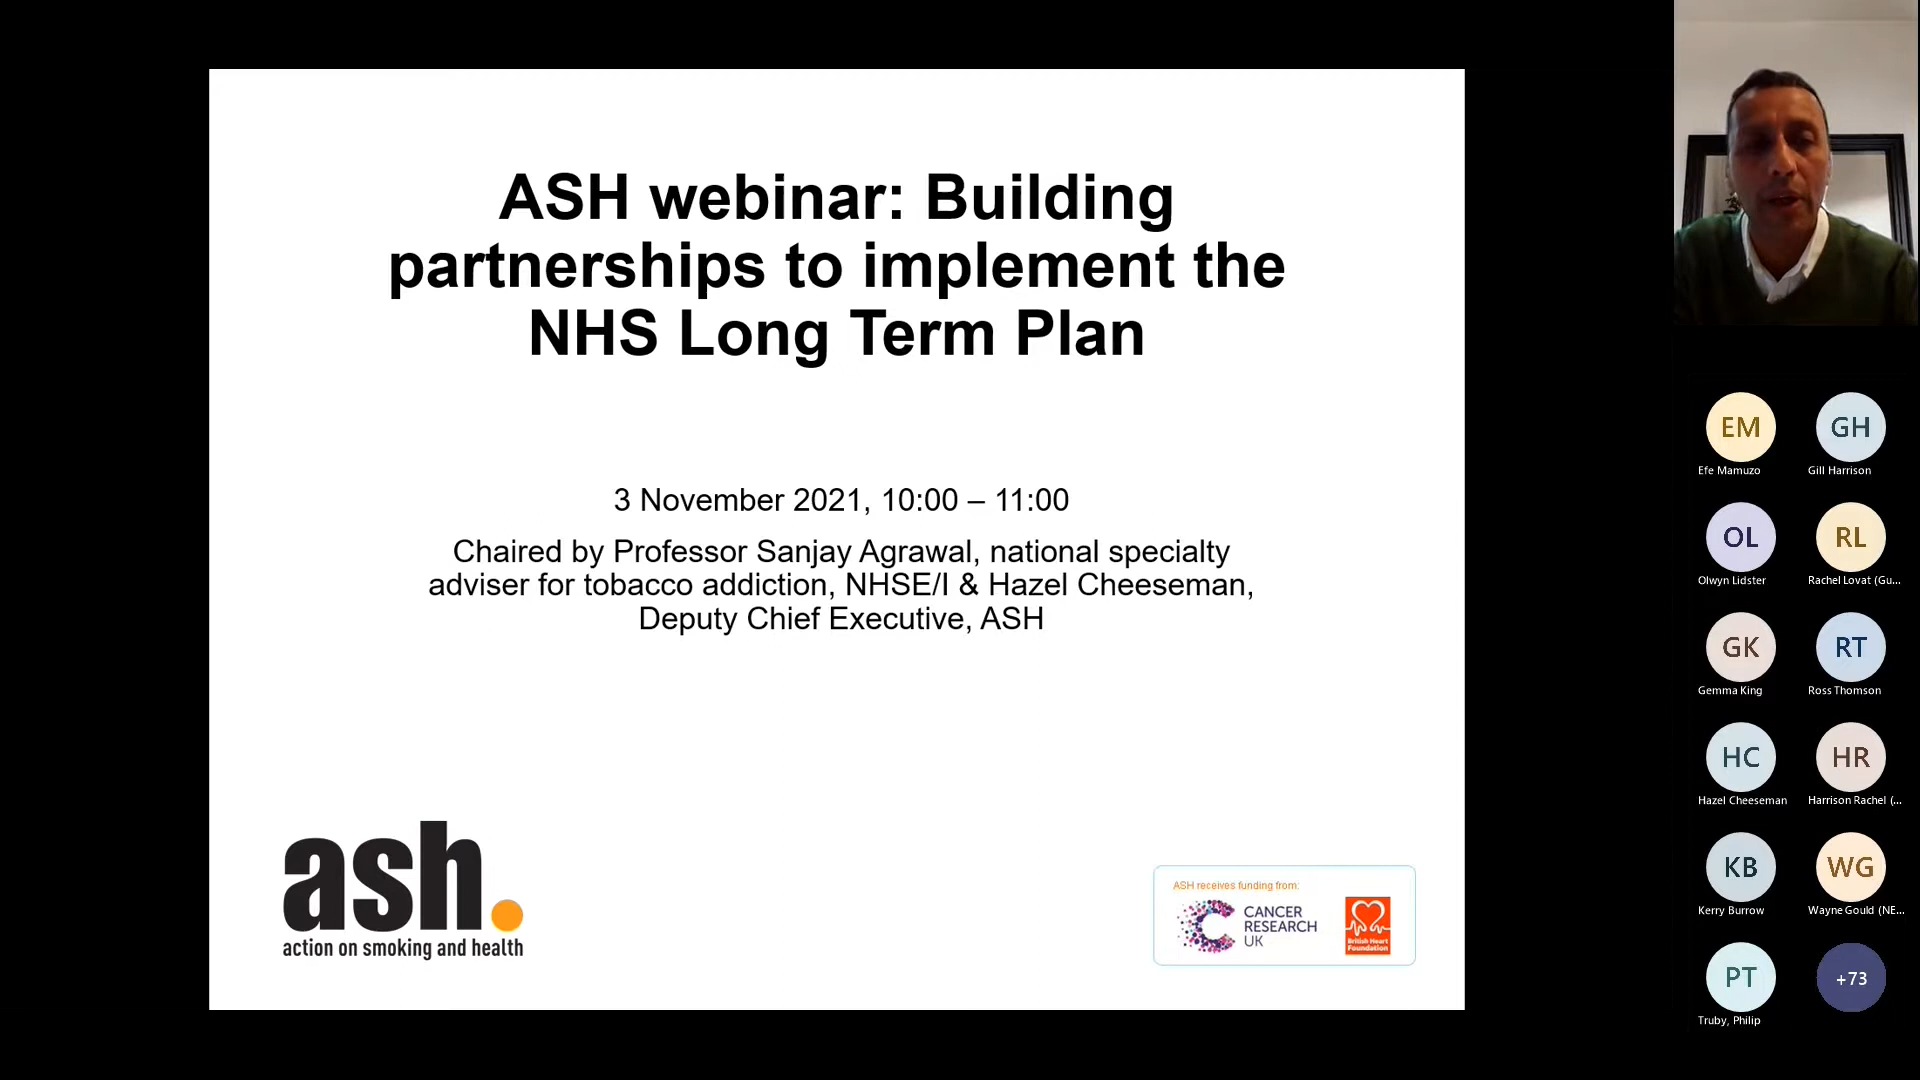 ASH webinar: Building
partnerships to implement the
NHS Long Term Plan
3 November 2021, 10:00 – 11:00
Chaired by Professor Sanjay Agrawal, national specialty
adviser for tobacco addiction, NHSE/I & Hazel Cheeseman,
Deputy Chief Executive, ASH
ash.
action on smoking and health
ASH receives funding from:
CANCER
RESEARCH
UK
British Heart
Foundation
EM
Efe Mamuzo
GH
Gill Harrison
OL
Olwyn Lidster
RL
Rachel Lovat (Gu...
GK
Gemma King
RT
Ross Thomson
HC
Hazel Cheeseman
HR
Harrison Rachel (...
KB
Kerry Burrow
WG
Wayne Gould (NE...
PT
Truby, Philip
+73